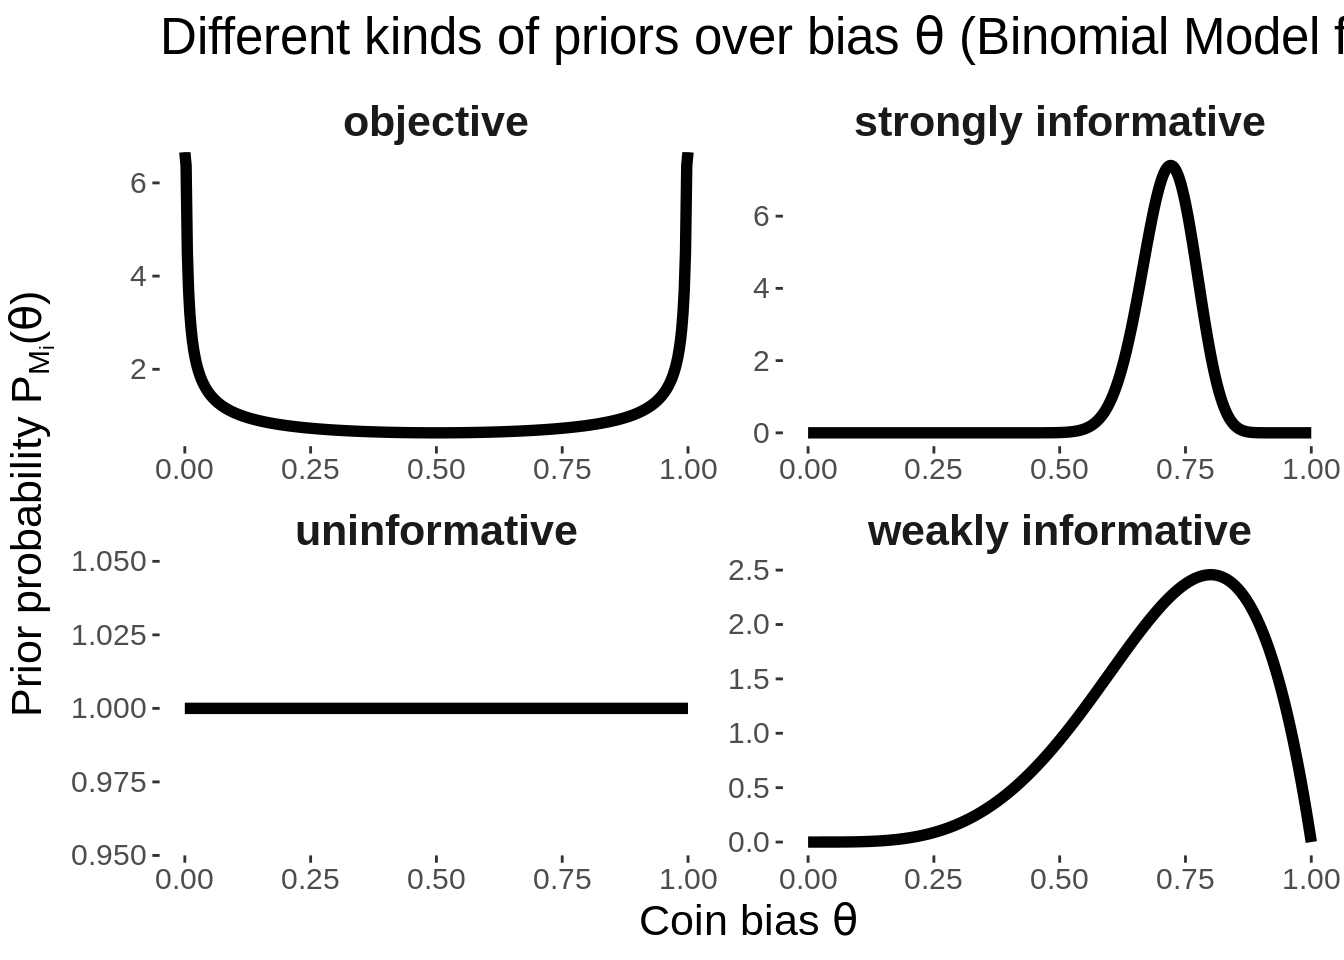 Different kinds of priors over bias θ (Binomial Model f
objective
strongly informative
6
4
2
0.00 0.25 0.50 0.75 1.00
6
4
2
0
0.00 0.25 0.50 0.75 1.00
Prior probability P_{M_i}(θ)
uninformative
weakly informative
1.050
1.025
1.000
0.975
0.950
0.00 0.25 0.50 0.75 1.00
2.5
2.0
1.5
1.0
0.5
0.0
0.00 0.25 0.50 0.75 1.00
Coin bias θ